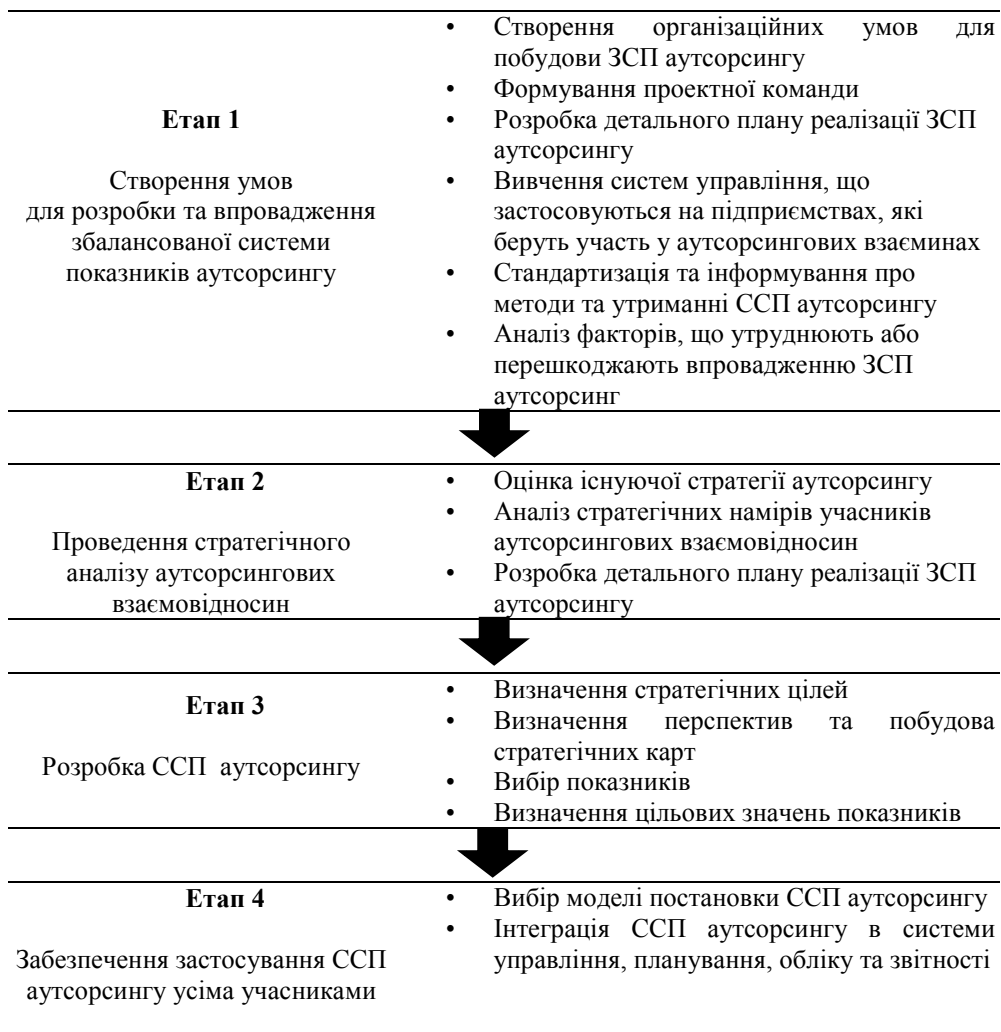 Етап 1
Створення умов
для розробки та впровадження
збалансованої системи
показників аутсорсингу
• Створення організаційних умов для
побудови ЗСП аутсорсингу
• Формування проектної команди
• Розробка детального плану реалізації ЗСП
аутсорсингу
• Вивчення систем управління, що
застосовуються на підприємствах, які
беруть участь у аутсорсингових взаєминах
• Стандартизація та інформування про
методи та утриманні ССП аутсорсингу
• Аналіз факторів, що утруднюють або
перешкоджають впровадженню ЗСП
аутсорсинг
Етап 2
Проведення стратегічного
аналізу аутсорсингових
взаємовідносин
• Оцінка існуючої стратегії аутсорсингу
• Аналіз стратегічних намірів учасників
аутсорсингових взаємовідносин
• Розробка детального плану реалізації ЗСП
аутсорсингу
Етап 3
Розробка ССП аутсорсингу
• Визначення стратегічних цілей
• Визначення перспектив та побудова
стратегічних карт
• Вибір показників
• Визначення цільових значень показників
Етап 4
Забезпечення застосування ССП
аутсорсингу усіма учасниками
• Вибір моделі постановки ССП аутсорсингу
• Інтеграція ССП аутсорсингу в системи
управління, планування, обліку та звітності